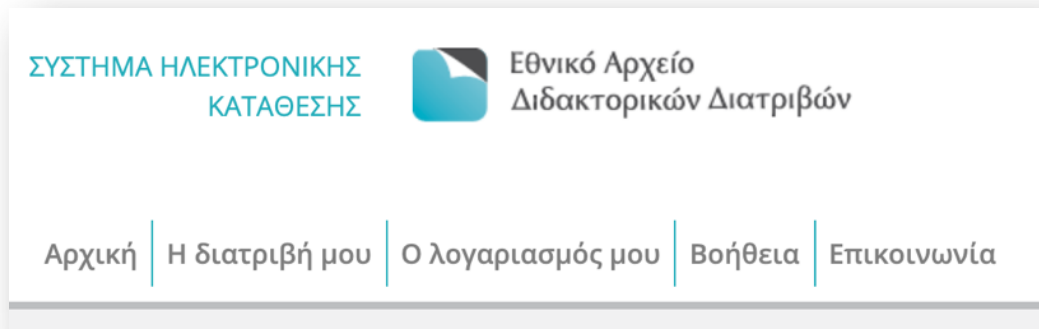 ΣΥΣΤΗΜΑ ΗΛΕΚΤΡΟΝΙΚΗΣ
ΚΑΤΑΘΕΣΗΣ
Εθνικό Αρχείο
Διδακτορικών Διατριβών
Αρχική Η διατριβή μου Ο λογαριασμός μου Βοήθεια Επικοινωνία